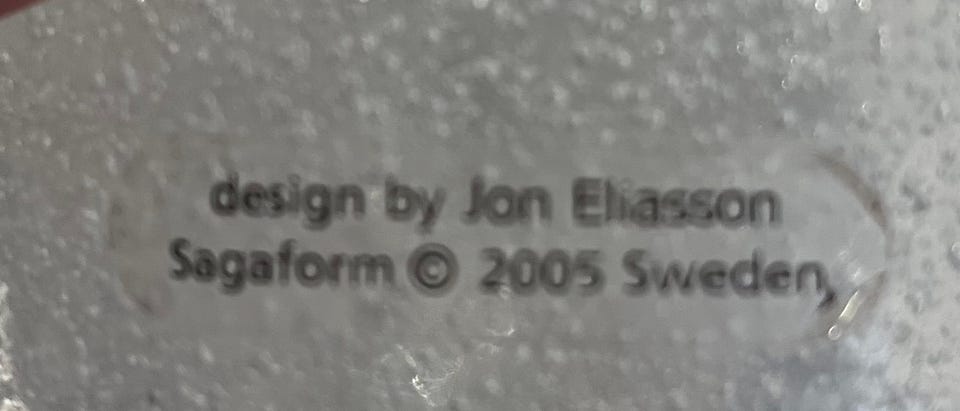 design by Jon Eliasson
Sagaform © 2005 Sweden,